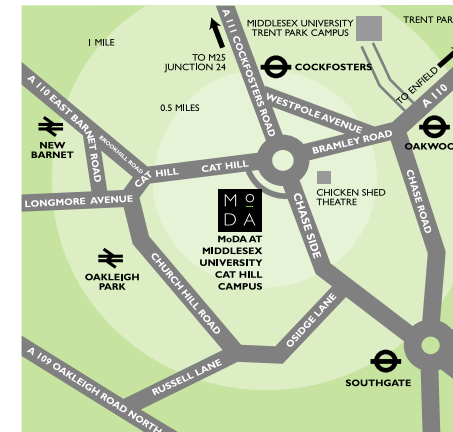 MIDDLESEX UNIVERSITY
TRENT PARK CAMPUS
TRENT PAR
1 MILE
A 111 COCKFOSTERS ROAD
TO M25
JUNCTION 24
COCKFOSTERS
TO ENFIELD
A 110
0.5 MILES
WESTPOLE AVENUE
A 110 EAST BARNET ROAD
BROOKHILL ROAD
NEW
BARNET
BRAMLEY ROAD
OAKWOO
CAT HILL
CAT HILL
CHICKEN SHED
THEATRE
LONGMORE AVENUE
CHASE SIDE
CHASE ROAD
MoDA
MoDA AT
MIDDLESEX
UNIVERSITY
CAT HILL
CAMPUS
OAKLEIGH
PARK
CHURCH HILL ROAD
OSIDGE LANE
RUSSELL LANE
SOUTHGATE
A 109 OAKLEIGH ROAD NORTH